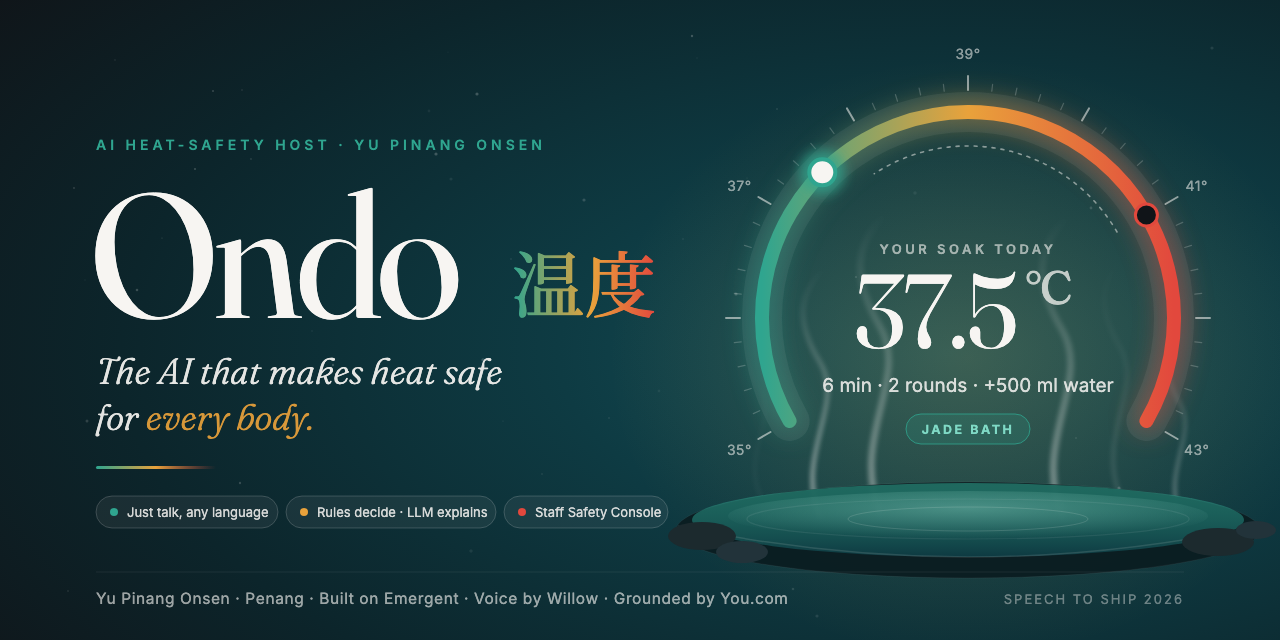 AI HEAT-SAFETY HOST · YU PINANG ONSEN
Ondo 温度
The AI that makes heat safe
for every body.
Just talk, any language
Rules decide · LLM explains
Staff Safety Console
39°
37°
41°
35°
43°
YOUR SOAK TODAY
37.5°C
6 min · 2 rounds · +500 ml water
JADE BATH
Yu Pinang Onsen · Penang · Built on Emergent · Voice by Willow · Grounded by You.com
SPEECH TO SHIP 2026